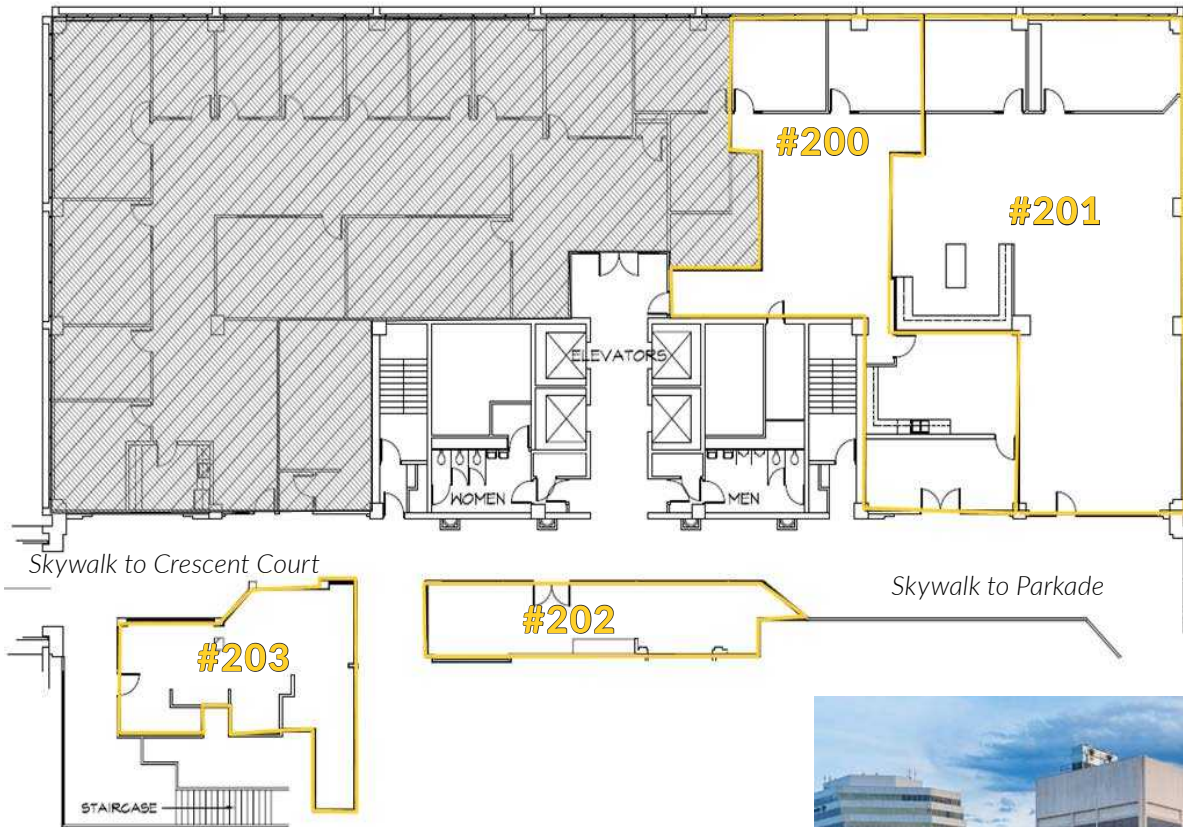 #200
#201
ELEVATORS
WOMEN
MEN
Skywalk to Crescent Court
Skywalk to Parkade
#202
#203
STAIRCASE